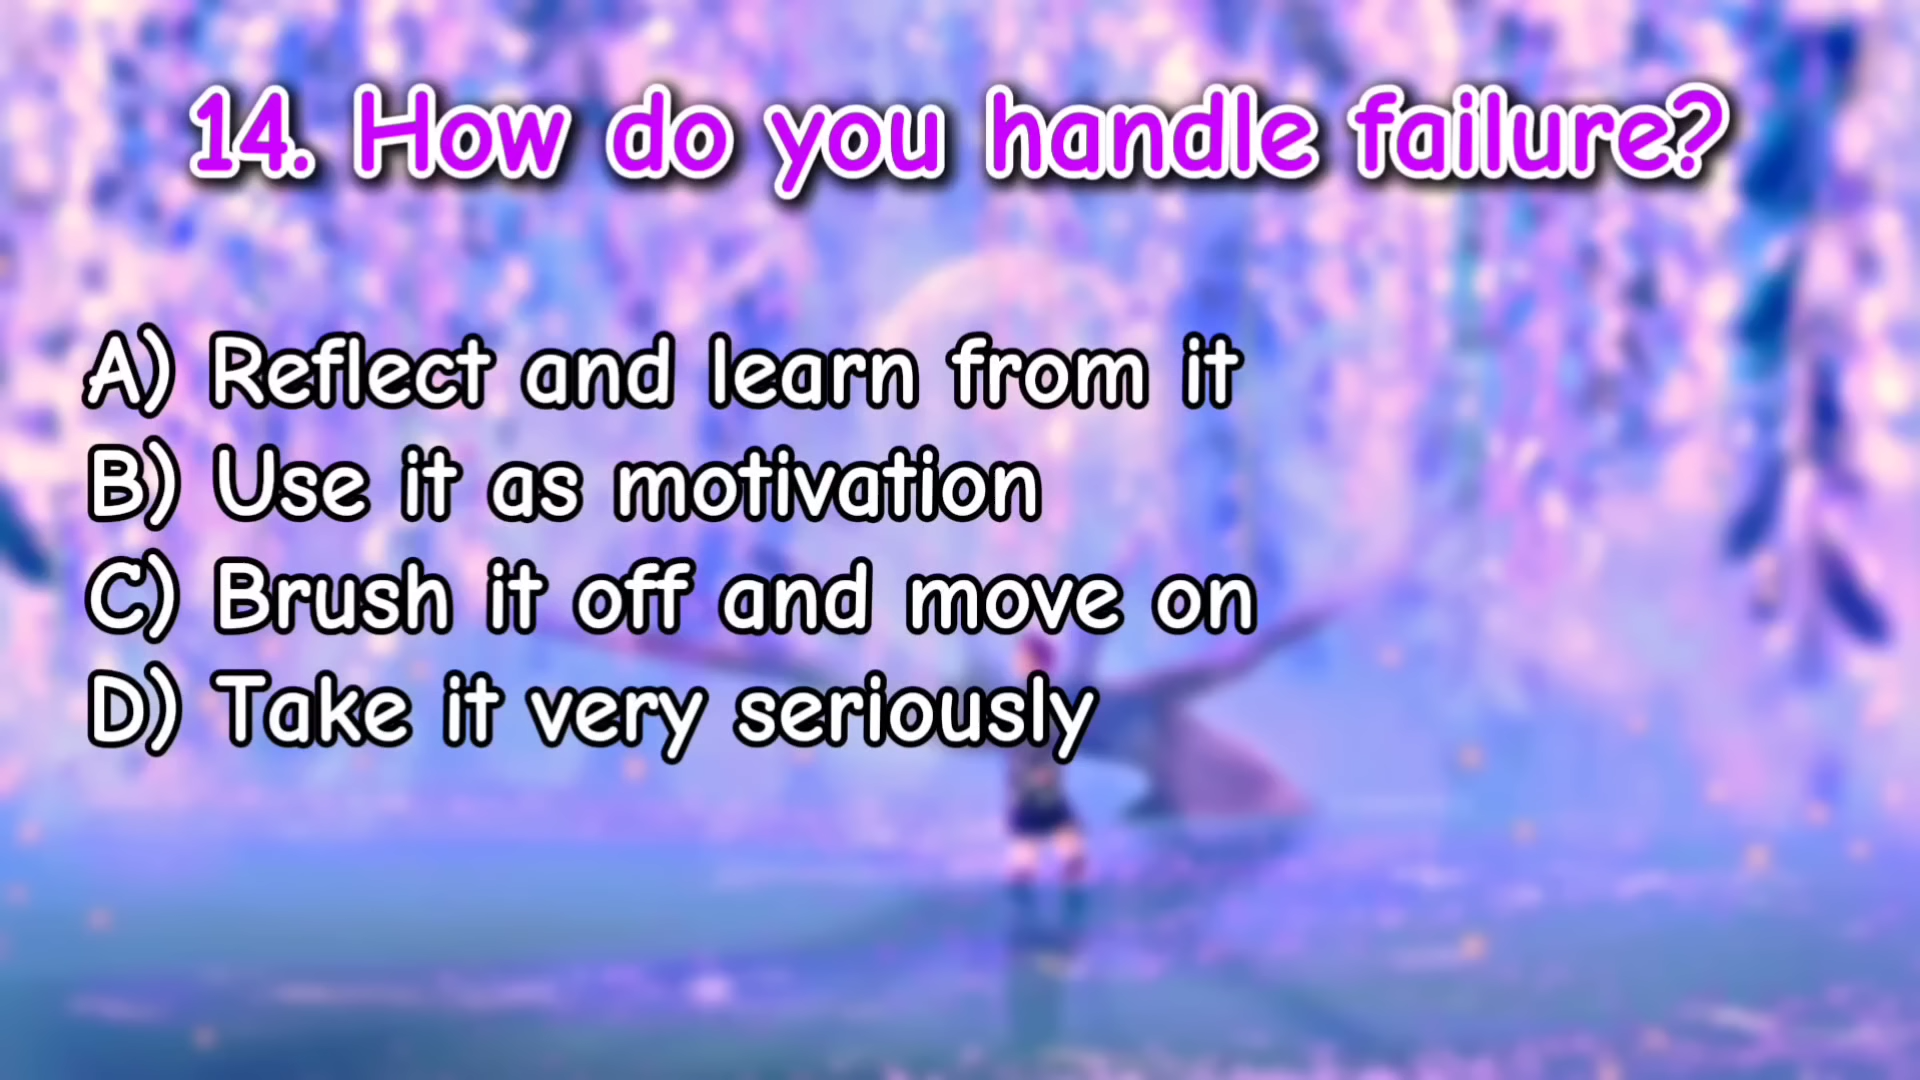 14. How do you handle failure?
A) Reflect and learn from it
B) Use it as motivation
C) Brush it off and move on
D) Take it very seriously